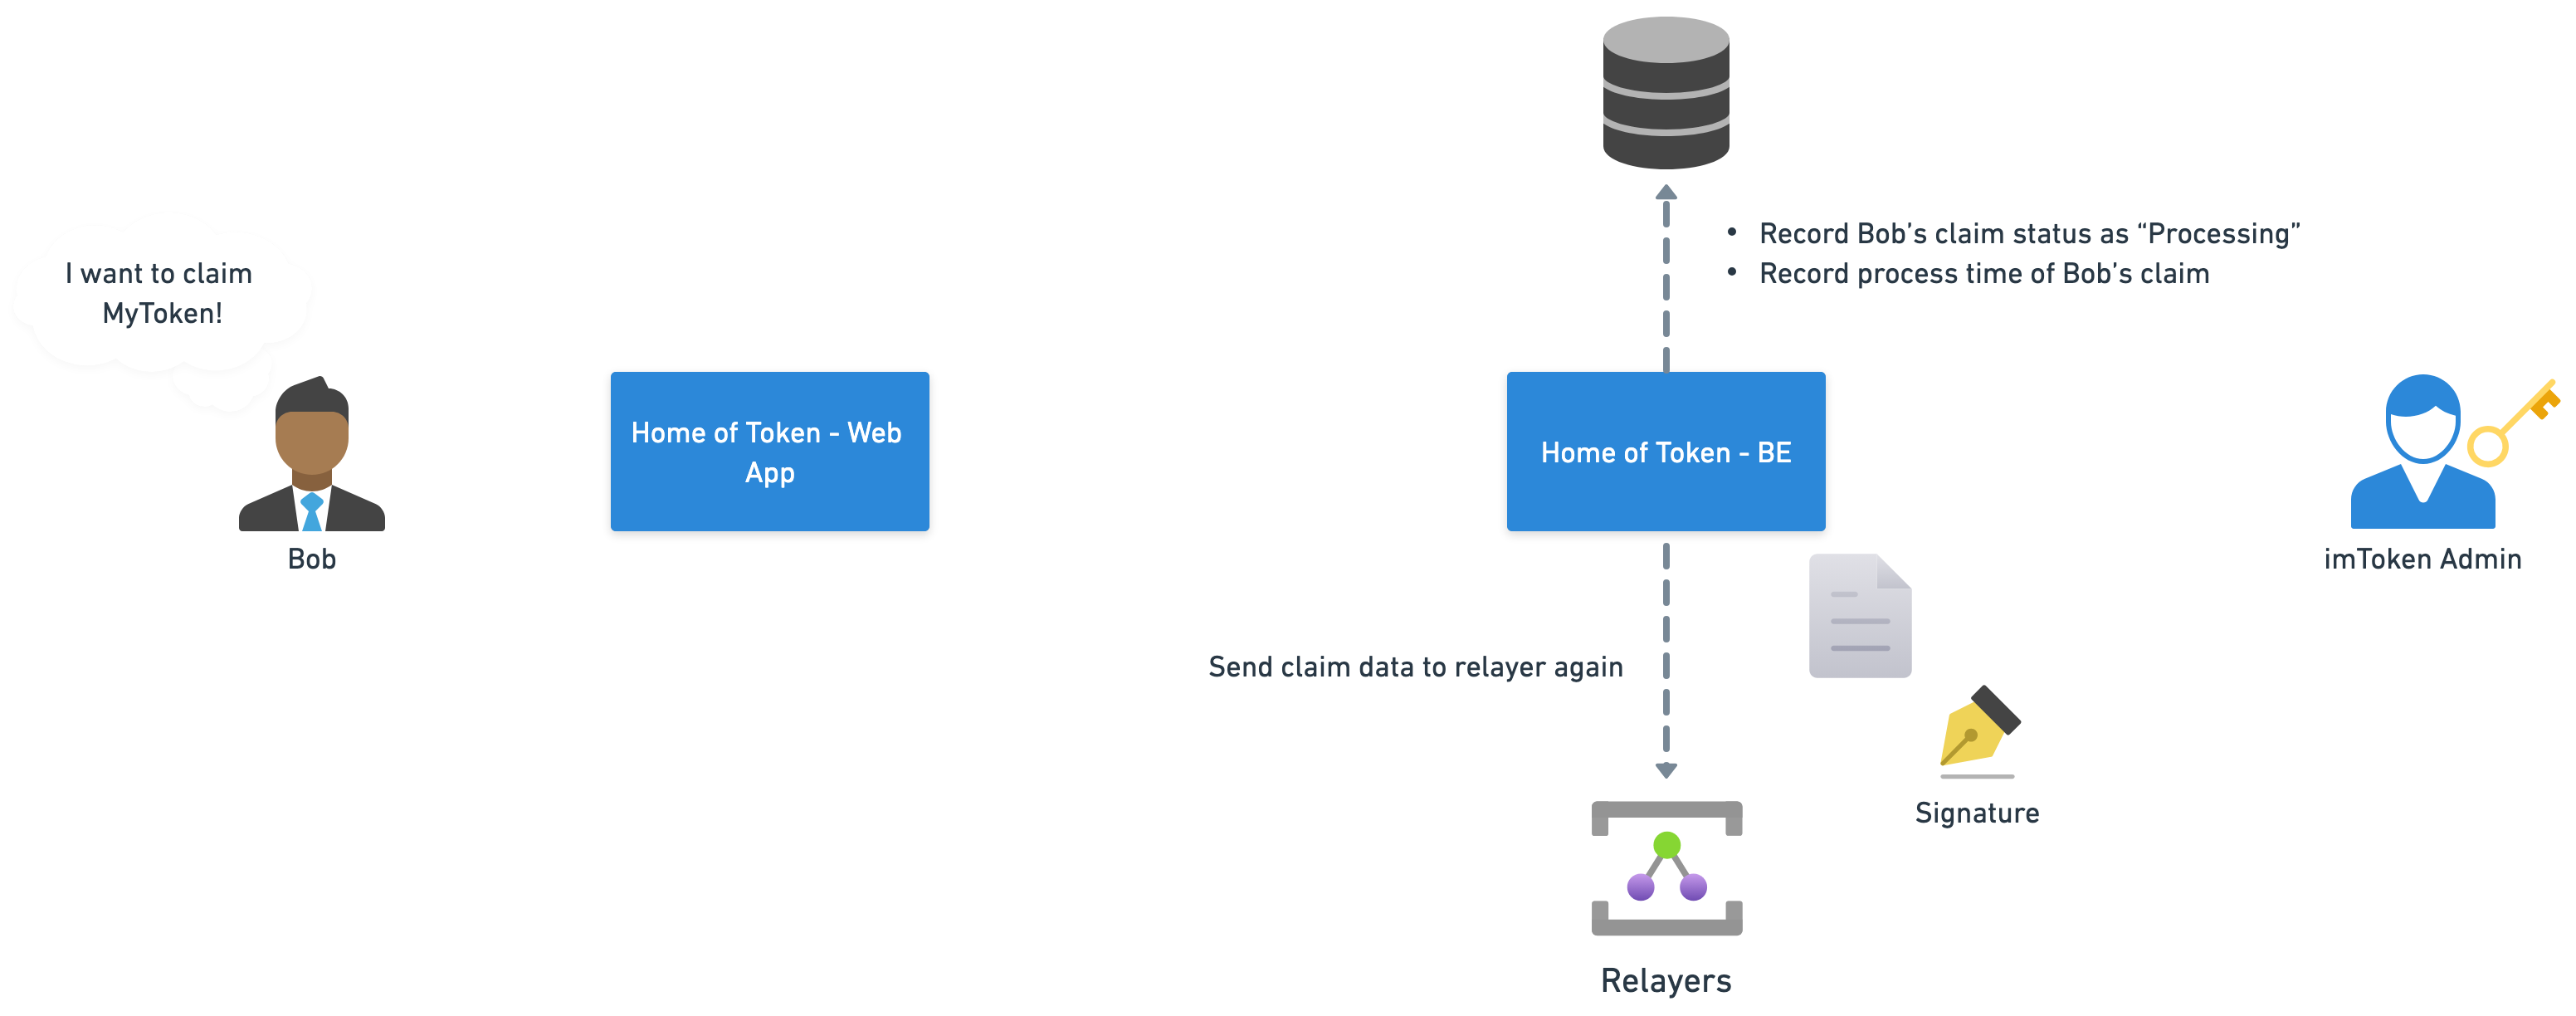 • Record Bob’s claim status as “Processing”
• Record process time of Bob’s claim
I want to claim
MyToken!
Home of Token - Web
App
Home of Token - BE
Bob
imToken Admin
Send claim data to relayer again
Signature
Relayers